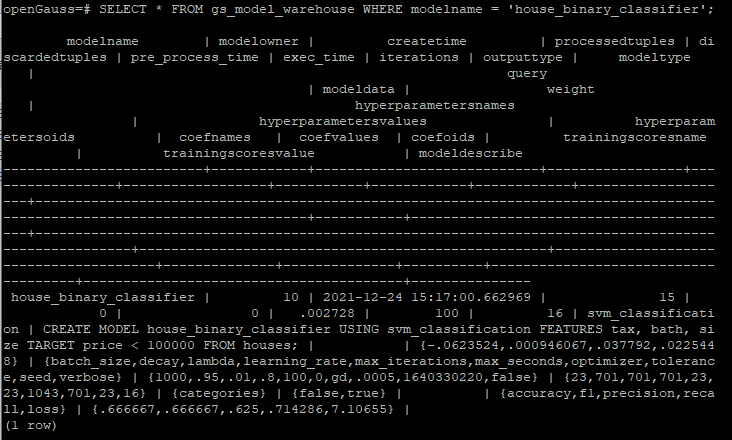 openGauss=# SELECT * FROM gs_model_warehouse WHERE modelname = 'house_binary_classifier';
modelname | modelowner | createtime | processedtuples | di
scardedtuples | pre_process_time | exec_time | iterations | outputtype | modeltype
| query
| modeldata | weight
| hyperparametersnames
| hyperparametersvalues | hyperparam
etersoids | coefnames | coefvalues | coefoids | trainingscoresname
| trainingscoresvalue | modeldescribe
---------------------------+------------+----------------------------+-----------------+---
--------------+------------------+-----------+------------+------------+-------------------
---+---------------------------------------------------------------------------------------
--------------------------------------+-----------+----------------------------------------
---+---------------------------------------------------------------------------------------
----------------+---------------------------------------------------+----------------------
-------------------+--------------+------------+----------+--------------------------------
---------+----------------------------------------+---------------
house_binary_classifier | 10 | 2021-12-24 15:17:00.662969 | 15 |
0 | 0 | .002728 | 100 | 16 | svm_classificati
on | CREATE MODEL house_binary_classifier USING svm_classification FEATURES tax, bath, si
ze TARGET price < 100000 FROM houses; | | {-.0623524,.000946067,.037792,.022544
8} | {batch_size,decay,lambda,learning_rate,max_iterations,max_seconds,optimizer,toleranc
e,seed,verbose} | {1000,.95,.01,.8,100,0,gd,.0005,1640330220,false} | {23,701,701,701,23,
23,1043,701,23,16} | {categories} | {false,true} | | {accuracy,f1,precision,reca
ll,loss} | {.666667,.666667,.625,.714286,7.10655} |
(1 row)